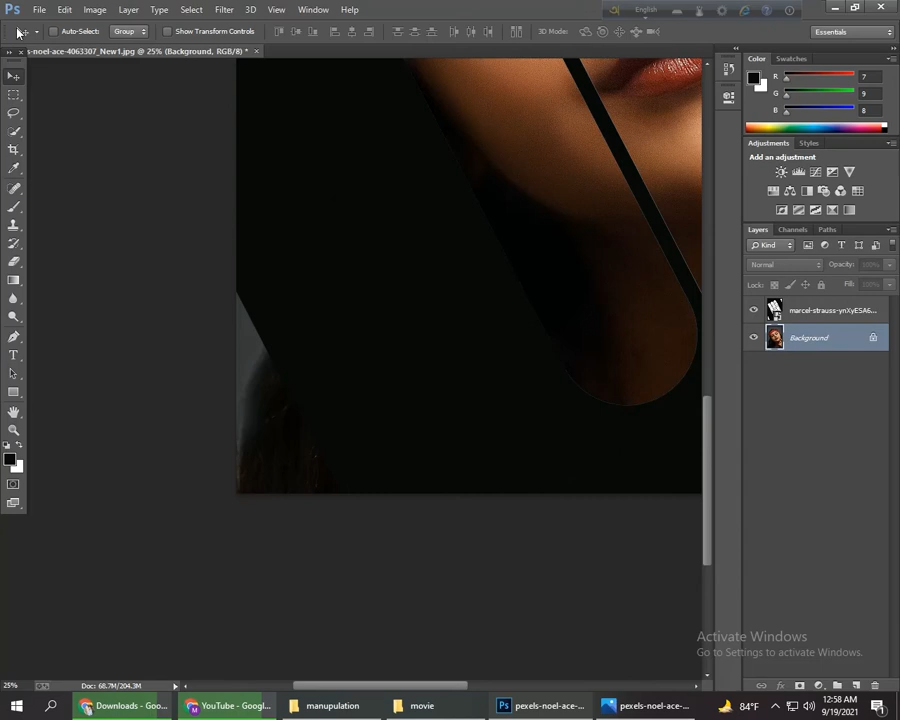 Ps File Edit Image Layer Type Select Filter 3D View Window Help
English
Auto-Select: Group Show Transform Controls 3D Mode: Essentials
s-noel-ace-4063307_New1.jpg @ 25% (Background, RGB/8) *
Color Swatches
R 7
G 9
B 8
Adjustments Styles
Add an adjustment
Layers Channels Paths
Kind
Normal Opacity: 100%
Lock: Fill: 100%
marcel-strauss-ynXyESA6...
Background
Activate Windows
Go to Settings to activate Windows.
25% Doc: 68.7M/204.3M
Downloads - Goo... YouTube - Googl... manupulation movie Ps pexels-noel-ace-... pexels-noel-ace-... 84°F 12:58 AM
9/19/2021